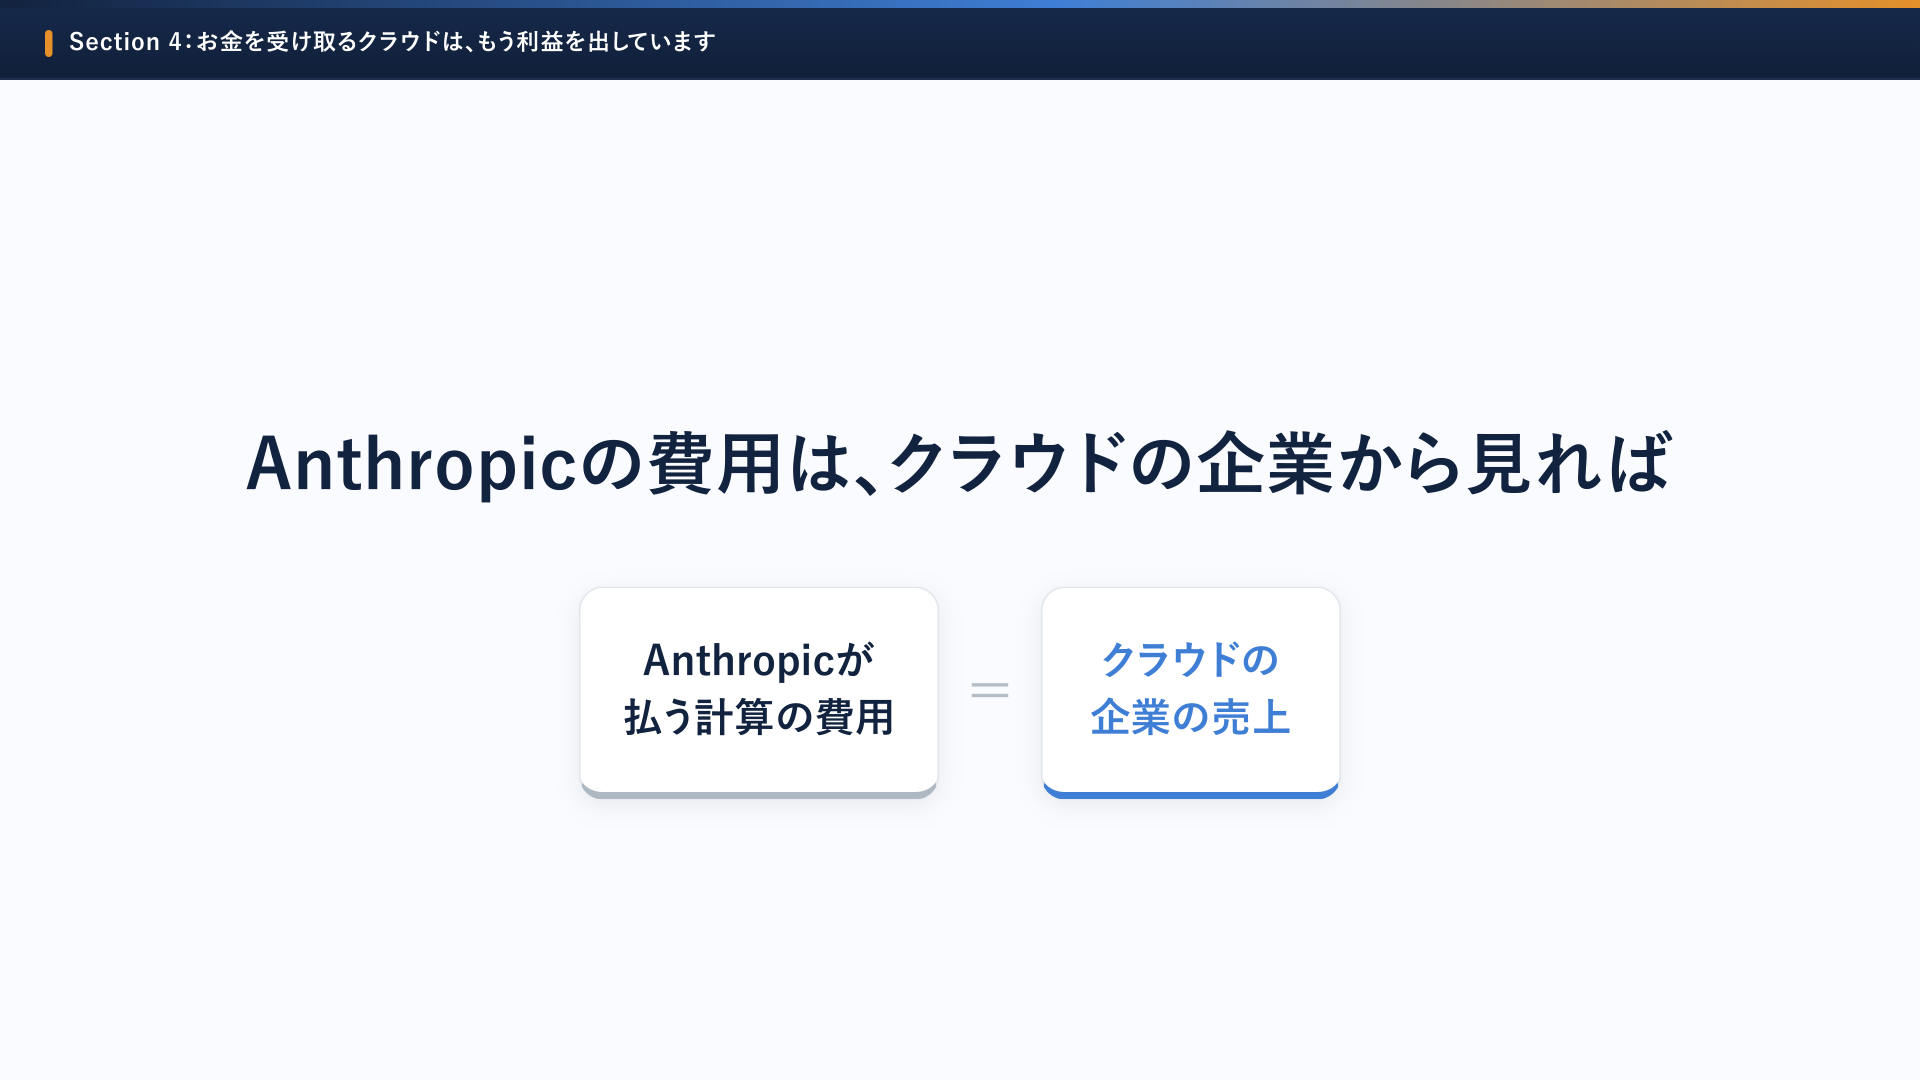 Section 4：お金を受け取るクラウドは、もう利益を出しています
Anthropicの費用は、クラウドの企業から見れば
Anthropicが
払う計算の費用
＝
クラウドの
企業の売上